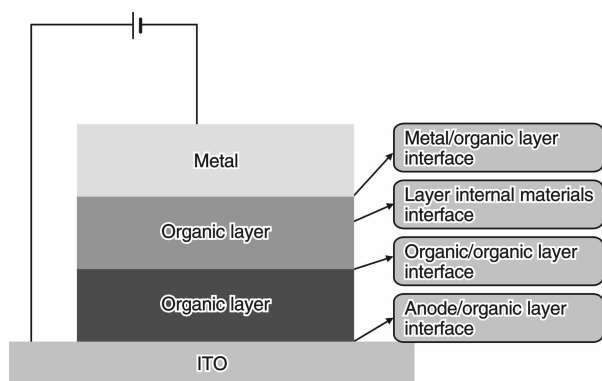 Metal
Organic layer
Organic layer
ITO
Metal/organic layer
interface
Layer internal materials
interface
Organic/organic layer
interface
Anode/organic layer
interface